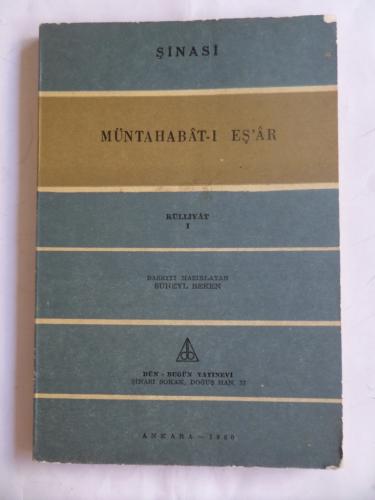 ŞİNASİ
MÜNTAHABÂT-I EŞ'ÂR
KÜLLİYÂT
I
BASKIYI HAZIRLAYAN
SÜHEYL BEKEN
DÜN - BUGÜN YAYINEVİ
ŞİNASİ SOKAK, DOĞUŞ HAN, 37
ANKARA — 1960